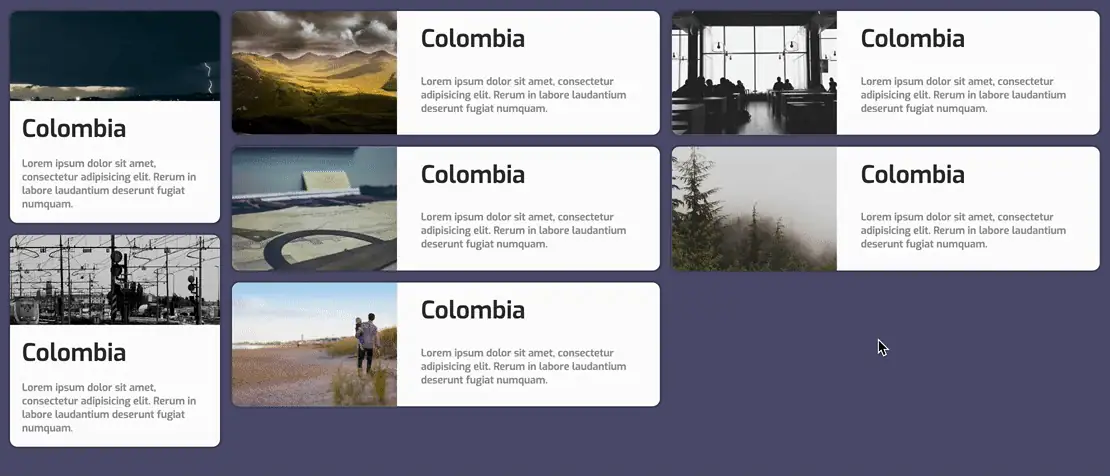 Colombia
Lorem ipsum dolor sit amet,
consectetur adipisicing elit. Rerum in
labore laudantium deserunt fugiat
numquam.
Colombia
Lorem ipsum dolor sit amet,
consectetur adipisicing elit. Rerum in
labore laudantium deserunt fugiat
numquam.
Colombia
Lorem ipsum dolor sit amet, consectetur
adipisicing elit. Rerum in labore laudantium
deserunt fugiat numquam.
Colombia
Lorem ipsum dolor sit amet, consectetur
adipisicing elit. Rerum in labore laudantium
deserunt fugiat numquam.
Colombia
Lorem ipsum dolor sit amet, consectetur
adipisicing elit. Rerum in labore laudantium
deserunt fugiat numquam.
Colombia
Lorem ipsum dolor sit amet, consectetur
adipisicing elit. Rerum in labore laudantium
deserunt fugiat numquam.
Colombia
Lorem ipsum dolor sit amet, consectetur
adipisicing elit. Rerum in labore laudantium
deserunt fugiat numquam.